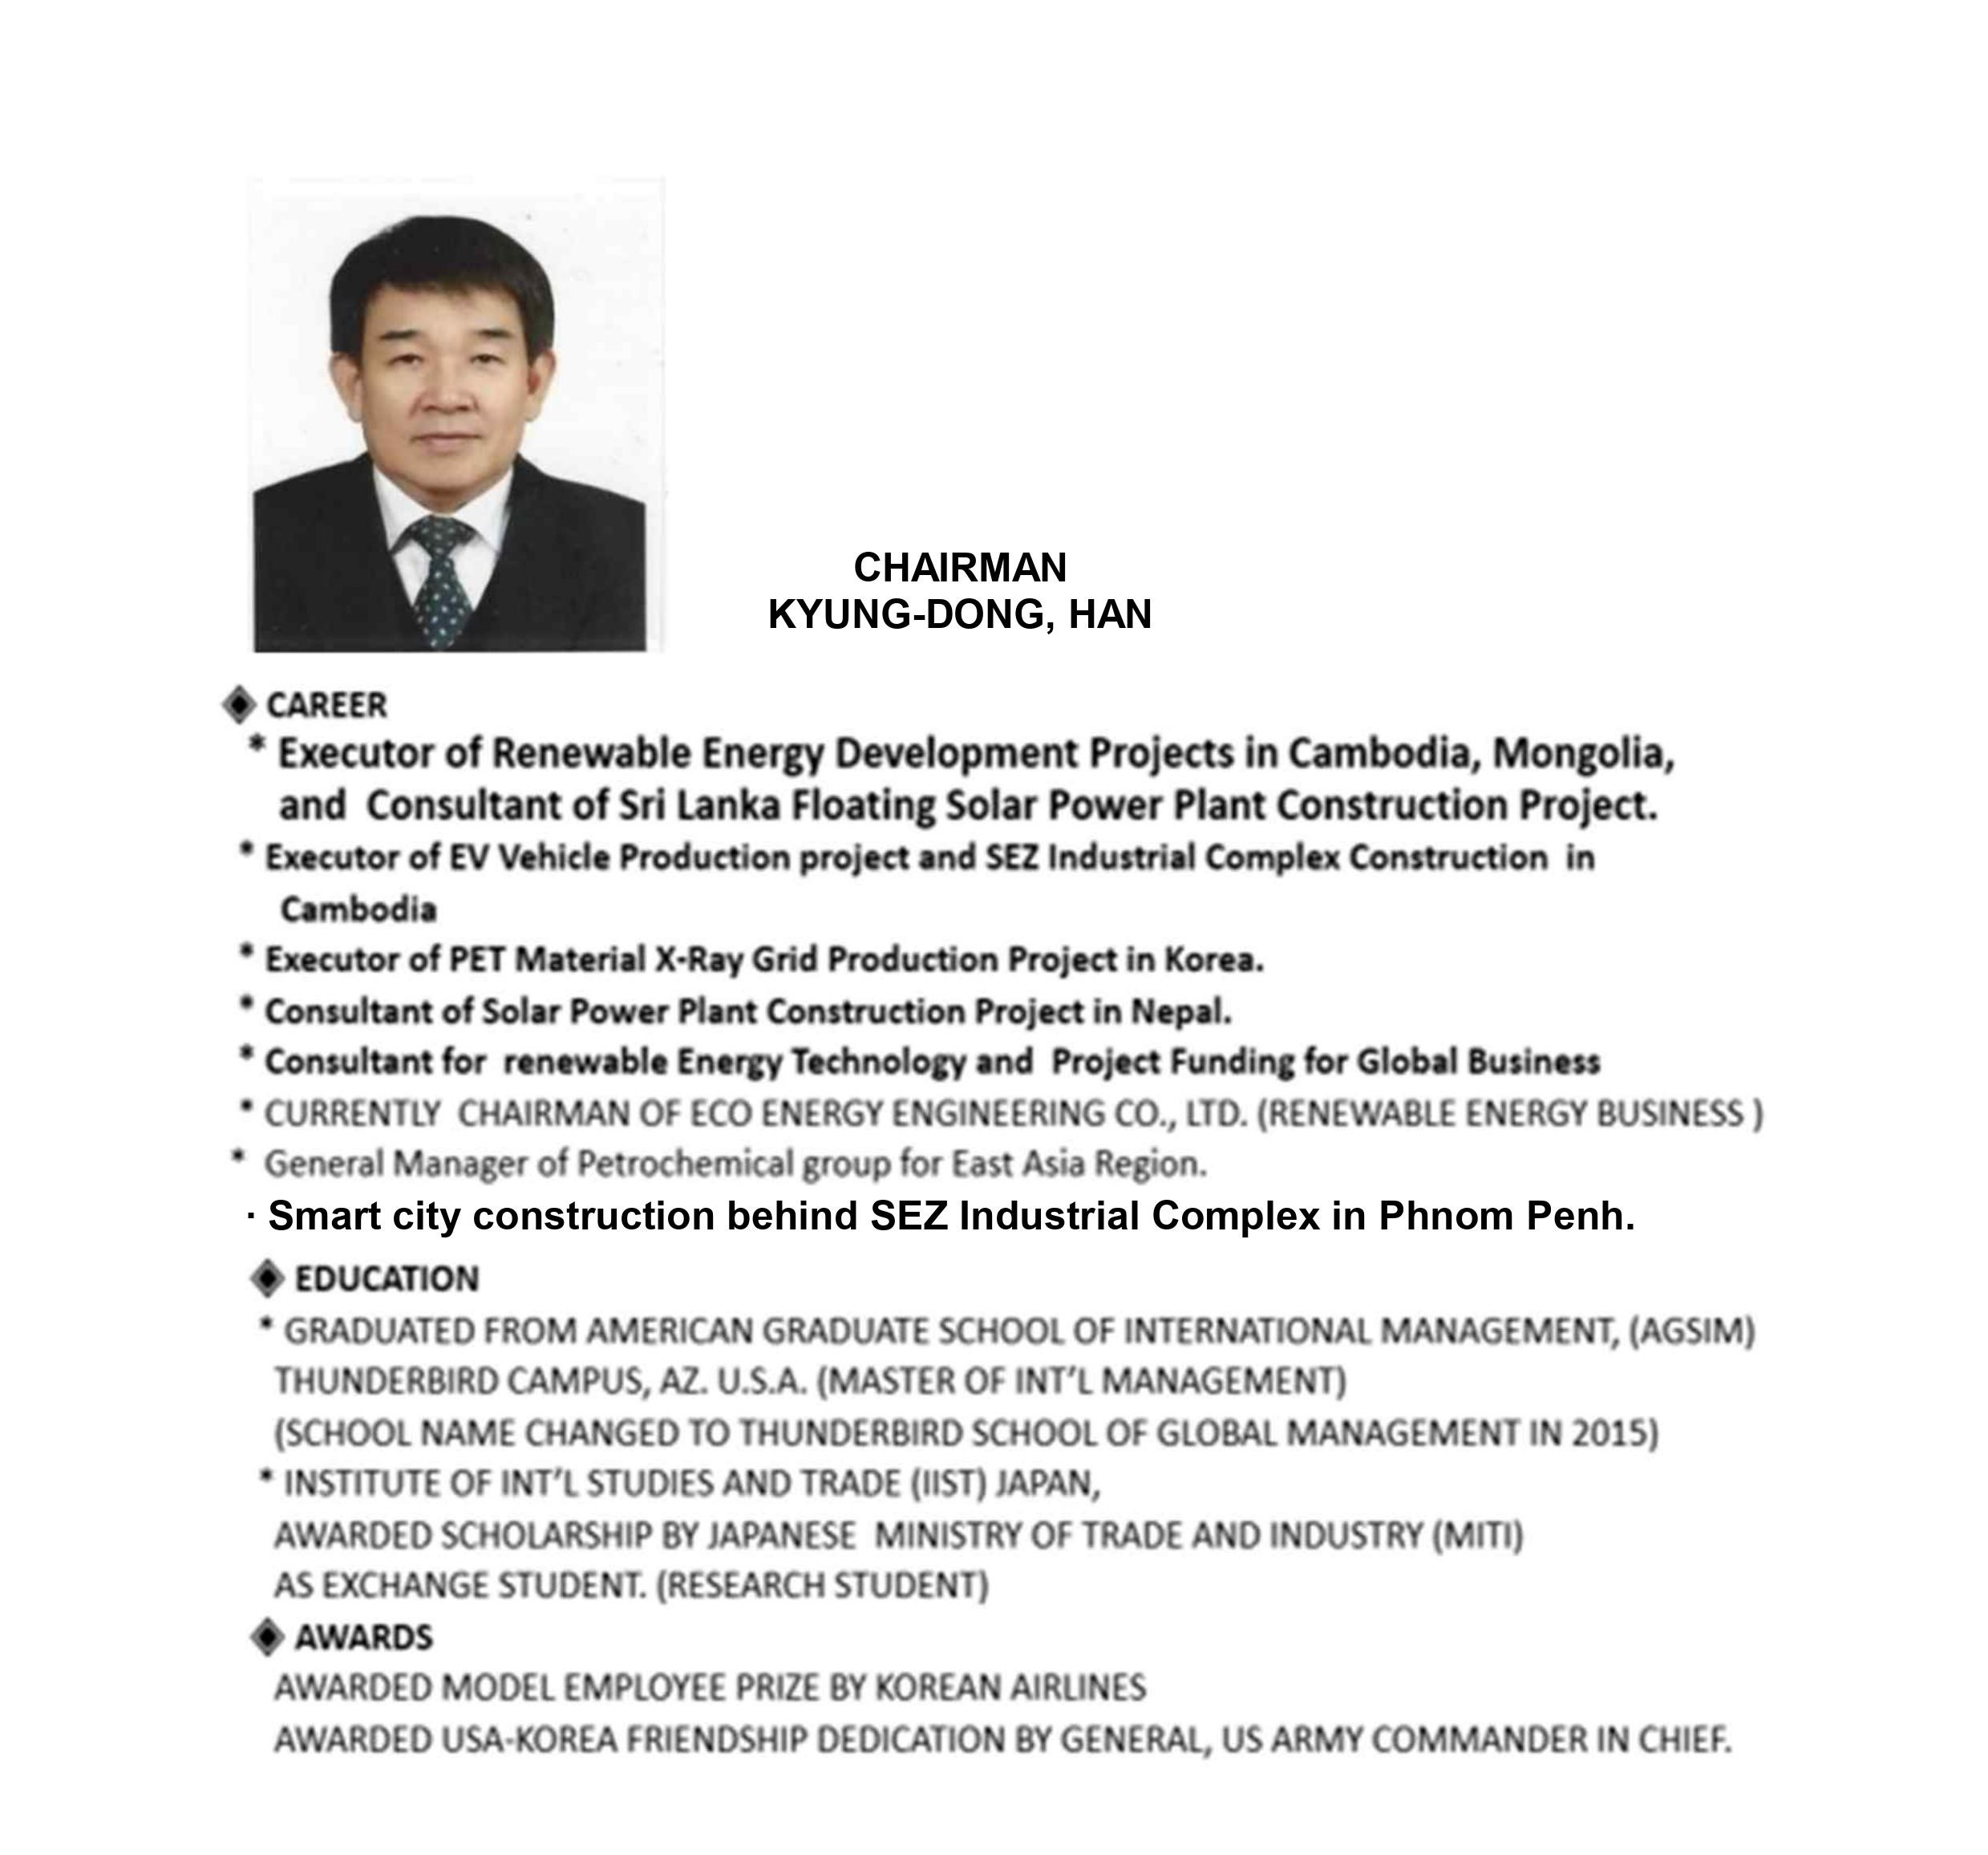 CHAIRMAN
KYUNG-DONG, HAN
◈ CAREER
* Executor of Renewable Energy Development Projects in Cambodia, Mongolia,
and Consultant of Sri Lanka Floating Solar Power Plant Construction Project.
* Executor of EV Vehicle Production project and SEZ Industrial Complex Construction in
Cambodia
* Executor of PET Material X-Ray Grid Production Project in Korea.
* Consultant of Solar Power Plant Construction Project in Nepal.
* Consultant for renewable Energy Technology and Project Funding for Global Business
* CURRENTLY CHAIRMAN OF ECO ENERGY ENGINEERING CO., LTD. (RENEWABLE ENERGY BUSINESS )
* General Manager of Petrochemical group for East Asia Region.
· Smart city construction behind SEZ Industrial Complex in Phnom Penh.
◈ EDUCATION
* GRADUATED FROM AMERICAN GRADUATE SCHOOL OF INTERNATIONAL MANAGEMENT, (AGSIM)
THUNDERBIRD CAMPUS, AZ. U.S.A. (MASTER OF INT’L MANAGEMENT)
(SCHOOL NAME CHANGED TO THUNDERBIRD SCHOOL OF GLOBAL MANAGEMENT IN 2015)
* INSTITUTE OF INT’L STUDIES AND TRADE (IIST) JAPAN,
AWARDED SCHOLARSHIP BY JAPANESE MINISTRY OF TRADE AND INDUSTRY (MITI)
AS EXCHANGE STUDENT. (RESEARCH STUDENT)
◈ AWARDS
AWARDED MODEL EMPLOYEE PRIZE BY KOREAN AIRLINES
AWARDED USA-KOREA FRIENDSHIP DEDICATION BY GENERAL, US ARMY COMMANDER IN CHIEF.